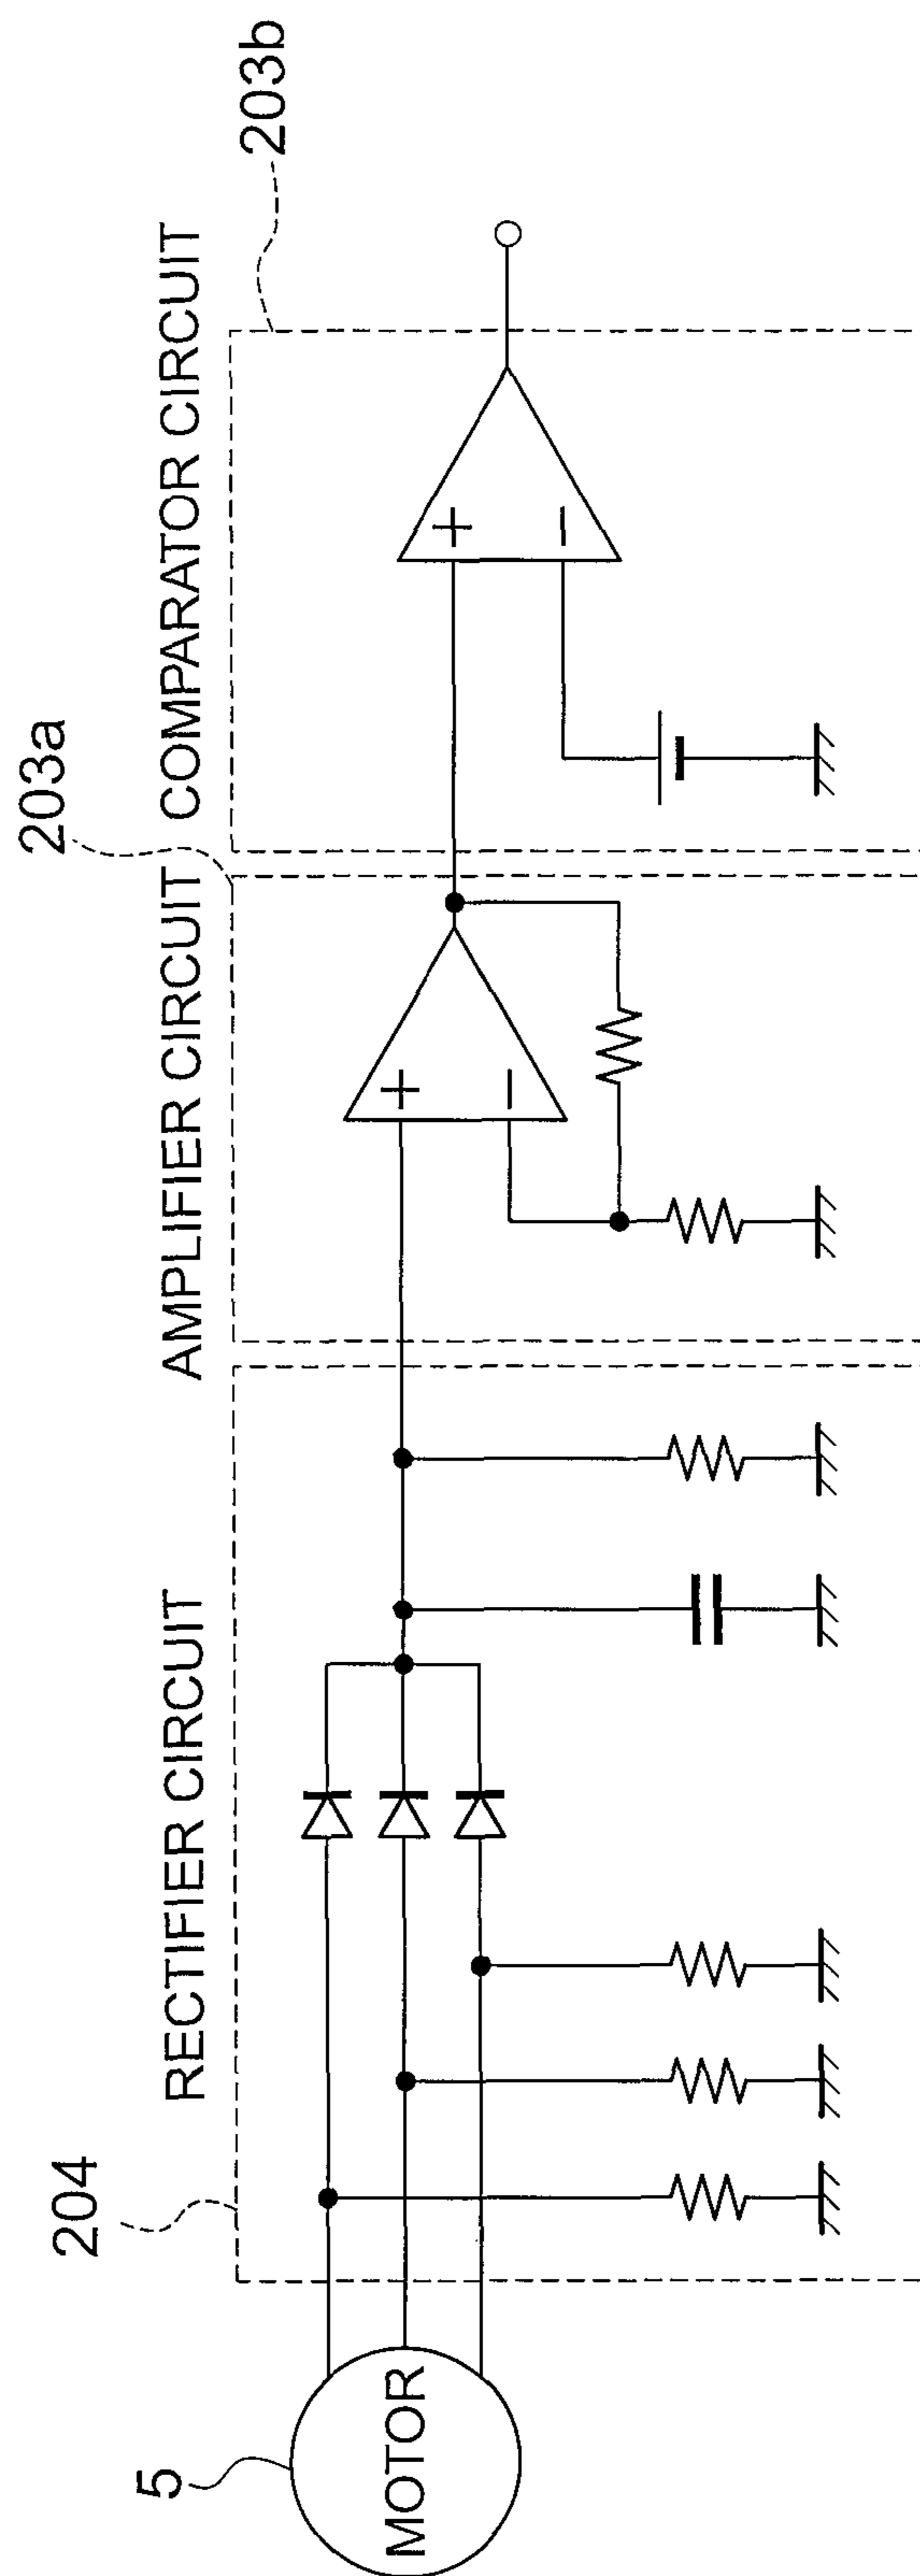 203a
203b
204
RECTIFIER CIRCUIT
AMPLIFIER CIRCUIT
COMPARATOR CIRCUIT
5
MOTOR
+
−
+
−